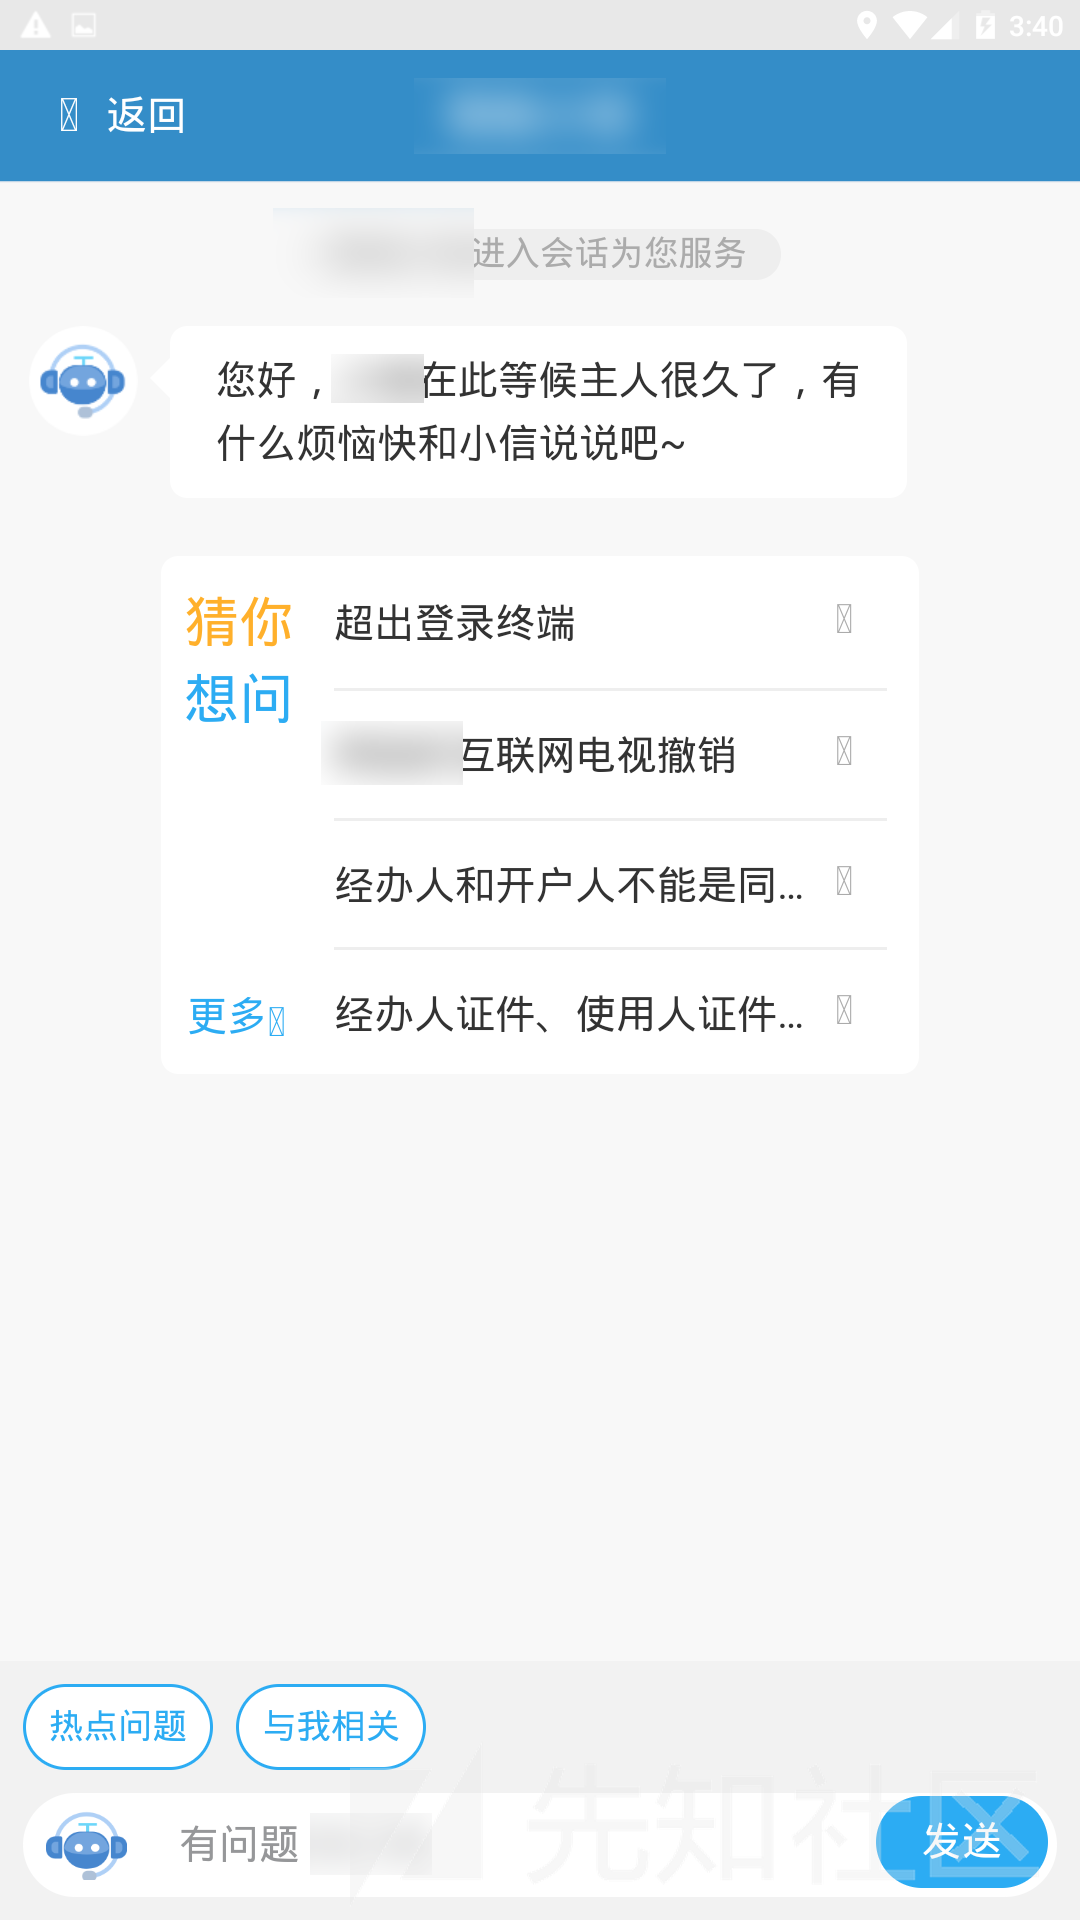 3:40
返回
进入会话为您服务
您好，在此等候主人很久了，有
什么烦恼快和小信说说吧~
猜你
想问
超出登录终端
互联网电视撤销
经办人和开户人不能是同...
更多
经办人证件、使用人证件...
热点问题
与我相关
有问题
发送
先知社区